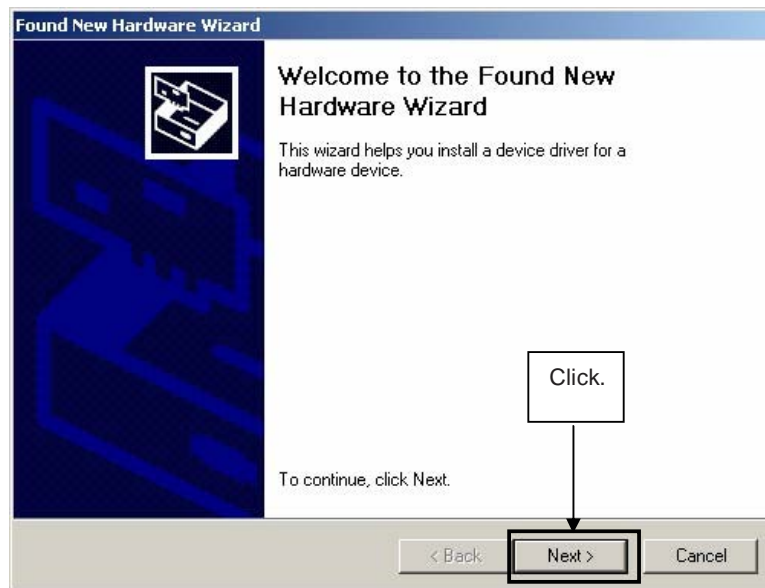 Found New Hardware Wizard
Welcome to the Found New
Hardware Wizard
This wizard helps you install a device driver for a
hardware device.
Click.
To continue, click Next.
< Back
Next >
Cancel